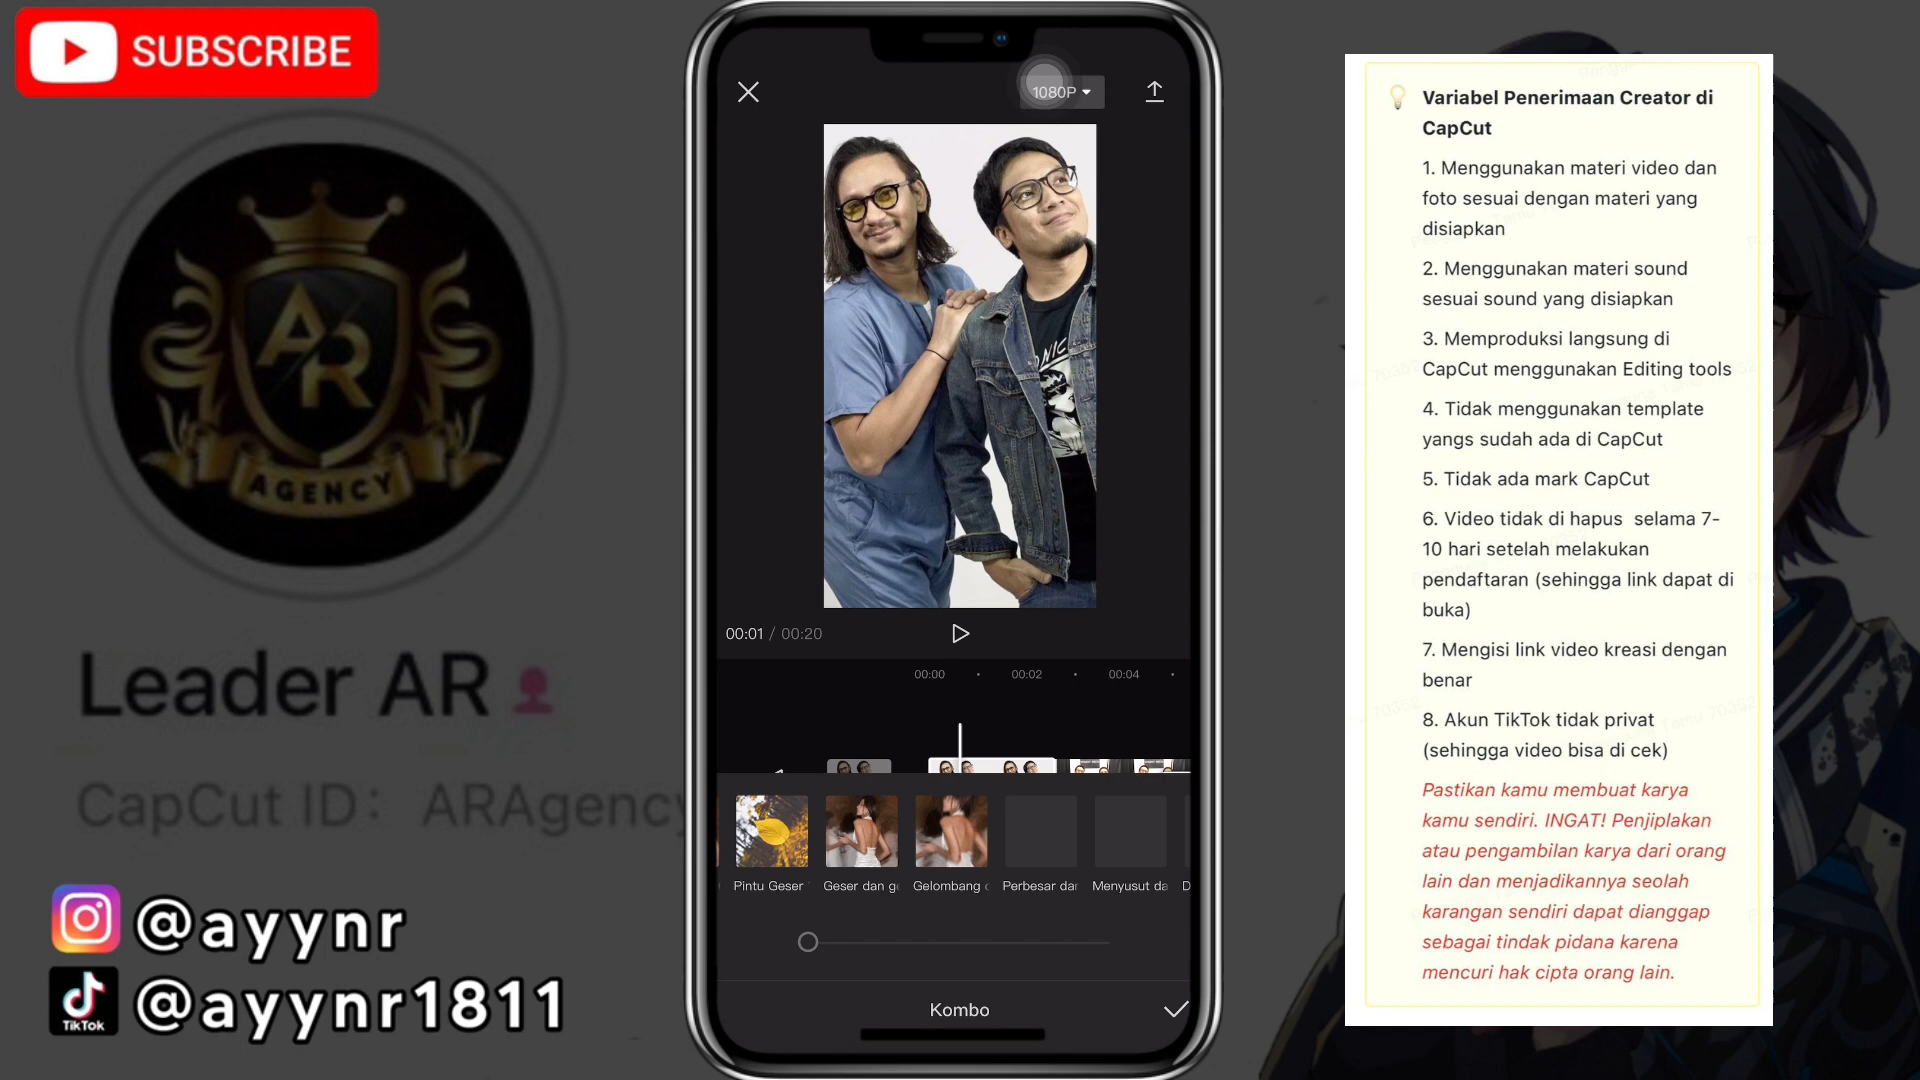 SUBSCRIBE
AR
AGENCY
Leader AR
CapCut ID： ARAgency
@ayynr
TikTok
@ayynr1811
1080P
ONIC
00:01 / 00:20
00:00
00:02
00:04
Pintu Geser
Geser dan ge
Gelombang
Perbesar dar
Menyusut da
D
Kombo
Variabel Penerimaan Creator di
CapCut
1. Menggunakan materi video dan
foto sesuai dengan materi yang
disiapkan
2. Menggunakan materi sound
sesuai sound yang disiapkan
3. Memproduksi langsung di
CapCut menggunakan Editing tools
4. Tidak menggunakan template
yangs sudah ada di CapCut
5. Tidak ada mark CapCut
6. Video tidak di hapus  selama 7-
10 hari setelah melakukan
pendaftaran (sehingga link dapat di
buka)
7. Mengisi link video kreasi dengan
benar
8. Akun TikTok tidak privat
(sehingga video bisa di cek)
Pastikan kamu membuat karya
kamu sendiri. INGAT! Penjiplakan
atau pengambilan karya dari orang
lain dan menjadikannya seolah
karangan sendiri dapat dianggap
sebagai tindak pidana karena
mencuri hak cipta orang lain.